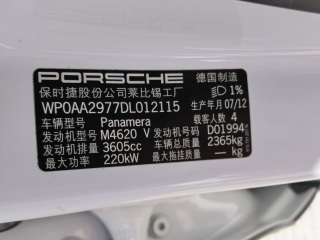 PORSCHE 德国制造
保时捷股份公司莱比锡工厂 1%
WP0AA2977DL012115 生产年月 07/12
车辆型号 Panamera 载客人数 4
发动机型号 M4620 V 发动机号码 D01994
发动机排量 3605cc 最大总质量 2365kg
最大功率 220kW 最大拖挂质量 — kg